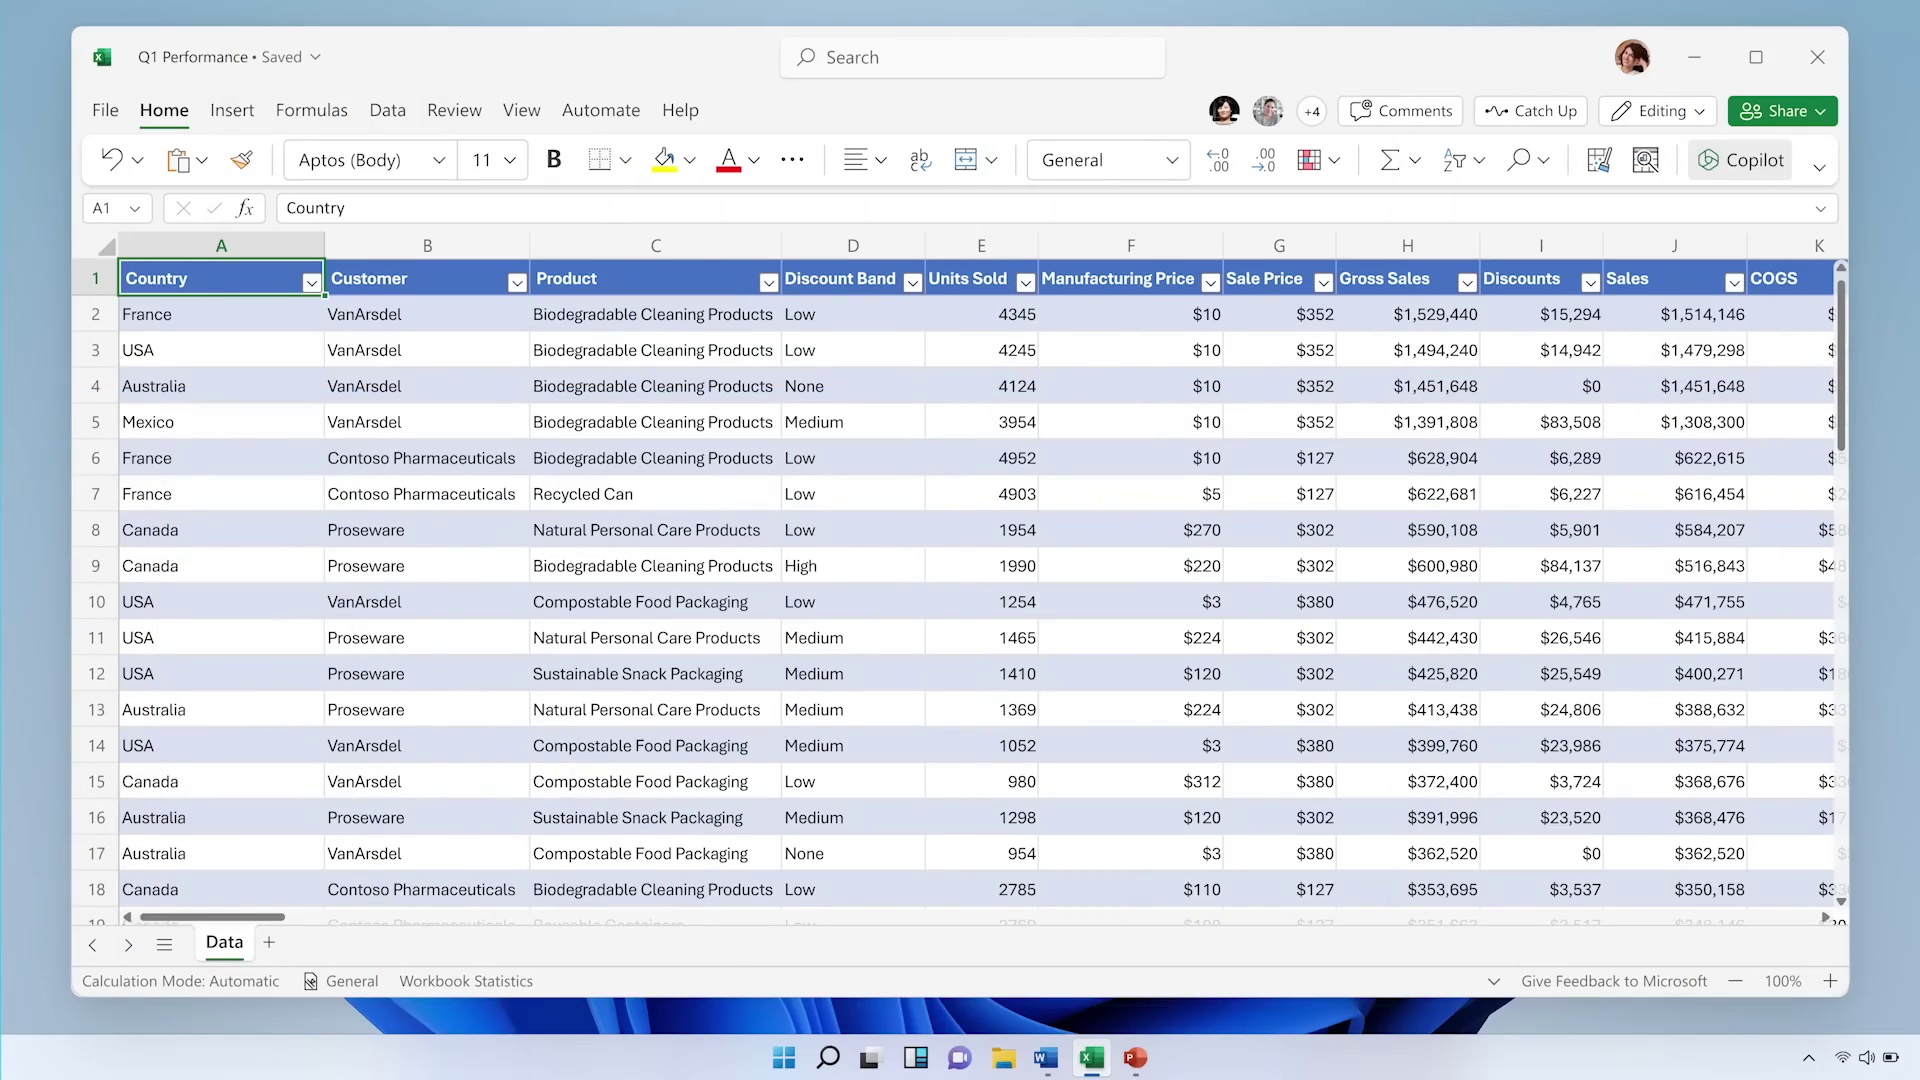 Q1 Performance • Saved
Search
File Home Insert Formulas Data Review View Automate Help
+4 Comments Catch Up Editing Share
Aptos (Body) 11 B A ab General .00 .00 Copilot
A1 fx Country
A B C D E F G H I J K
1 Country Customer Product Discount Band Units Sold Manufacturing Price Sale Price Gross Sales Discounts Sales COGS
2 France VanArsdel Biodegradable Cleaning Products Low 4345 $10 $352 $1,529,440 $15,294 $1,514,146
3 USA VanArsdel Biodegradable Cleaning Products Low 4245 $10 $352 $1,494,240 $14,942 $1,479,298
4 Australia VanArsdel Biodegradable Cleaning Products None 4124 $10 $352 $1,451,648 $0 $1,451,648
5 Mexico VanArsdel Biodegradable Cleaning Products Medium 3954 $10 $352 $1,391,808 $83,508 $1,308,300
6 France Contoso Pharmaceuticals Biodegradable Cleaning Products Low 4952 $10 $127 $628,904 $6,289 $622,615
7 France Contoso Pharmaceuticals Recycled Can Low 4903 $5 $127 $622,681 $6,227 $616,454
8 Canada Proseware Natural Personal Care Products Low 1954 $270 $302 $590,108 $5,901 $584,207
9 Canada Proseware Biodegradable Cleaning Products High 1990 $220 $302 $600,980 $84,137 $516,843
10 USA VanArsdel Compostable Food Packaging Low 1254 $3 $380 $476,520 $4,765 $471,755
11 USA Proseware Natural Personal Care Products Medium 1465 $224 $302 $442,430 $26,546 $415,884
12 USA Proseware Sustainable Snack Packaging Medium 1410 $120 $302 $425,820 $25,549 $400,271
13 Australia Proseware Natural Personal Care Products Medium 1369 $224 $302 $413,438 $24,806 $388,632
14 USA VanArsdel Compostable Food Packaging Medium 1052 $3 $380 $399,760 $23,986 $375,774
15 Canada VanArsdel Compostable Food Packaging Low 980 $312 $380 $372,400 $3,724 $368,676
16 Australia Proseware Sustainable Snack Packaging Medium 1298 $120 $302 $391,996 $23,520 $368,476
17 Australia VanArsdel Compostable Food Packaging None 954 $3 $380 $362,520 $0 $362,520
18 Canada Contoso Pharmaceuticals Biodegradable Cleaning Products Low 2785 $110 $127 $353,695 $3,537 $350,158
Data
Calculation Mode: Automatic General Workbook Statistics Give Feedback to Microsoft 100%